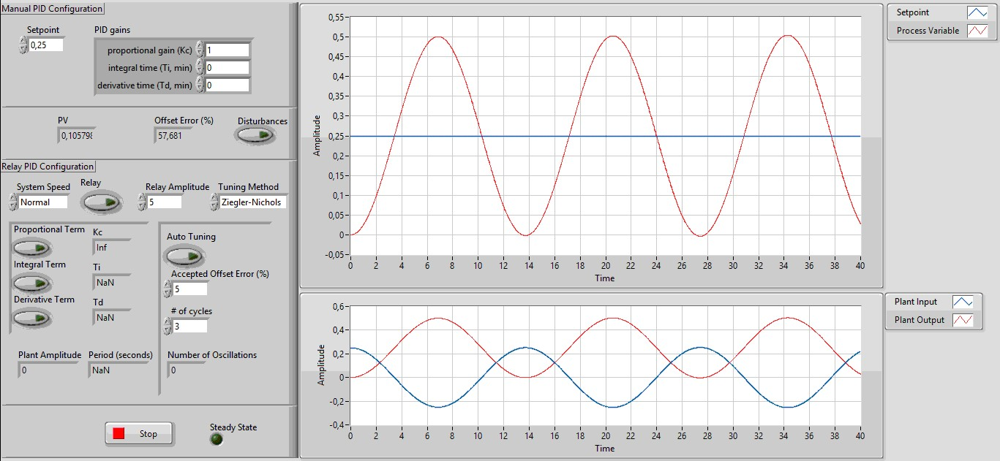 Manual PID Configuration
Setpoint
0,25
PID gains
proportional gain (Kc) 1
integral time (Ti, min) 0
derivative time (Td, min) 0
PV
0,105798
Offset Error (%)
57,681
Disturbances
Relay PID Configuration
System Speed
Normal
Relay
Relay Amplitude
5
Tuning Method
Ziegler-Nichols
Proportional Term
Kc
Inf
Integral Term
Ti
NaN
Derivative Term
Td
NaN
Auto Tuning
Accepted Offset Error (%)
5
# of cycles
3
Plant Amplitude
0
Period (seconds)
NaN
Number of Oscillations
0
Stop
Steady State
Amplitude
0,55
0,5
0,45
0,4
0,35
0,3
0,25
0,2
0,15
0,1
0,05
0
-0,05
0 2 4 6 8 10 12 14 16 18 20 22 24 26 28 30 32 34 36 38 40
Time
Setpoint
Process Variable
Amplitude
0,6
0,4
0,2
0
-0,2
-0,4
0 2 4 6 8 10 12 14 16 18 20 22 24 26 28 30 32 34 36 38 40
Time
Plant Input
Plant Output